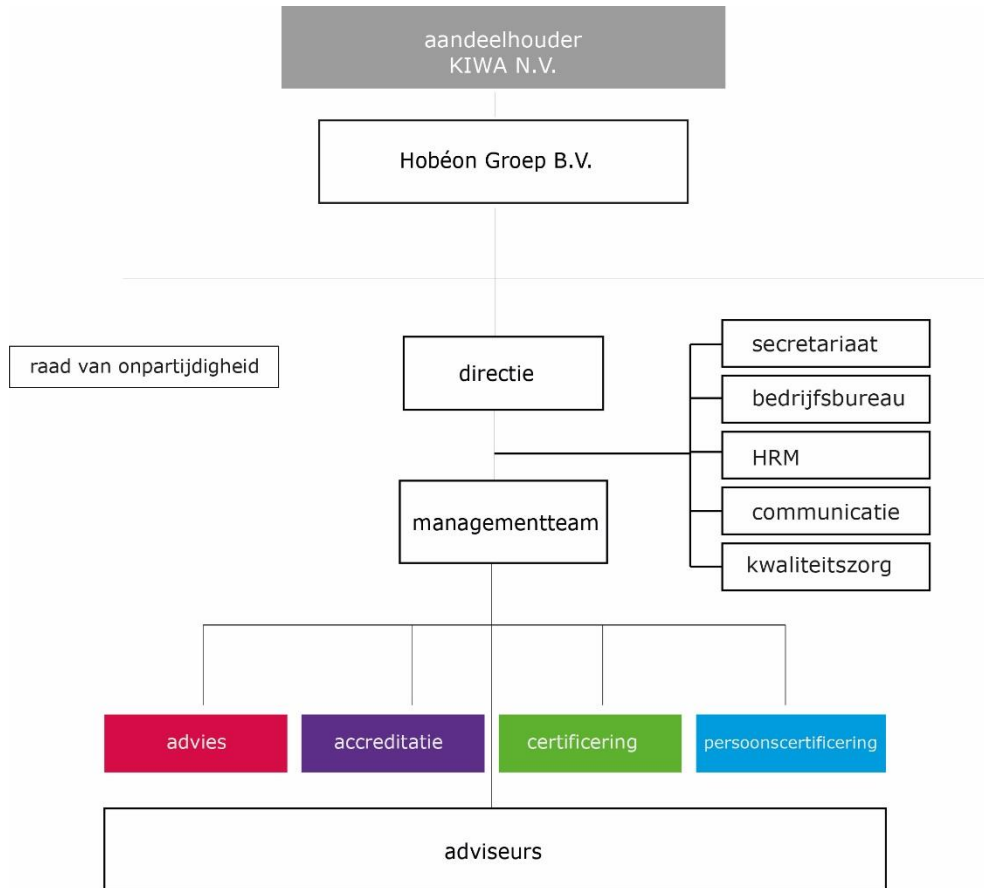 aandeelhouder
KIWA N.V.
Hobéon Groep B.V.
raad van onpartijdigheid
directie
secretariaat
bedrijfsbureau
HRM
communicatie
kwaliteitszorg
managementteam
advies
accreditatie
certificering
persoonscertificering
adviseurs